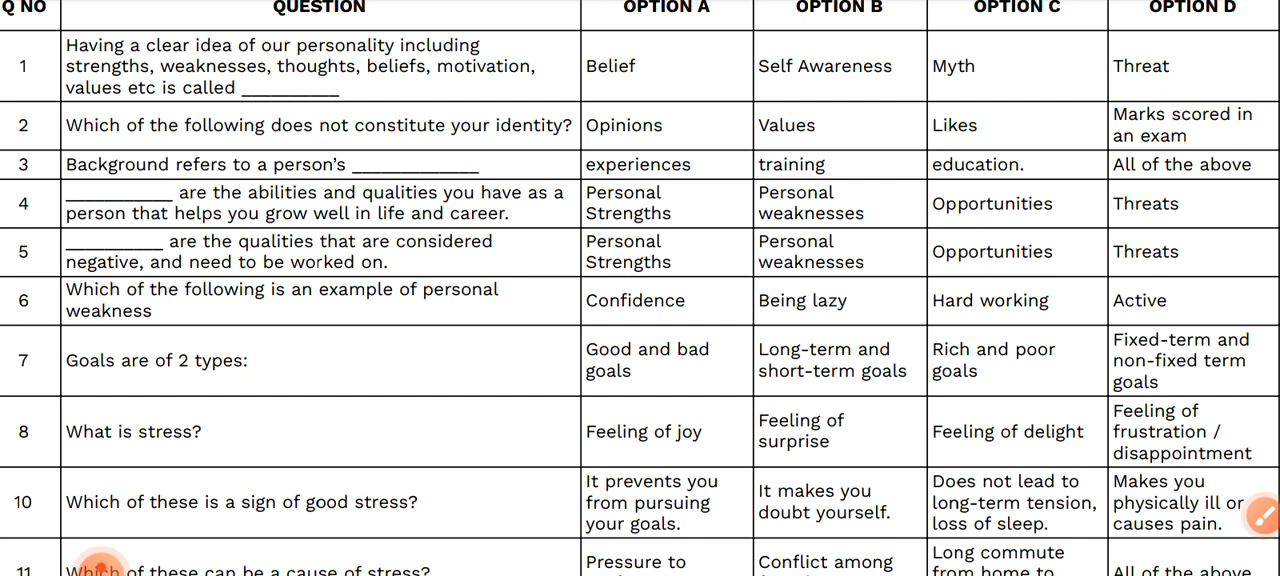 Q NO QUESTION OPTION A OPTION B OPTION C OPTION D
1
Having a clear idea of our personality including
strengths, weaknesses, thoughts, beliefs, motivation,
values etc is called __________
Belief
Self Awareness
Myth
Threat
2
Which of the following does not constitute your identity?
Opinions
Values
Likes
Marks scored in
an exam
3
Background refers to a person’s _____________
experiences
training
education.
All of the above
4
___________ are the abilities and qualities you have as a
person that helps you grow well in life and career.
Personal
Strengths
Personal
weaknesses
Opportunities
Threats
5
__________ are the qualities that are considered
negative, and need to be worked on.
Personal
Strengths
Personal
weaknesses
Opportunities
Threats
6
Which of the following is an example of personal
weakness
Confidence
Being lazy
Hard working
Active
7
Goals are of 2 types:
Good and bad
goals
Long-term and
short-term goals
Rich and poor
goals
Fixed-term and
non-fixed term
goals
8
What is stress?
Feeling of joy
Feeling of
surprise
Feeling of delight
Feeling of
frustration /
disappointment
10
Which of these is a sign of good stress?
It prevents you
from pursuing
your goals.
It makes you
doubt yourself.
Does not lead to
long-term tension,
loss of sleep.
Makes you
physically ill or
causes pain.
11
Which of these can be a cause of stress?
Pressure to
Conflict among
Long commute
from home to
All of the above